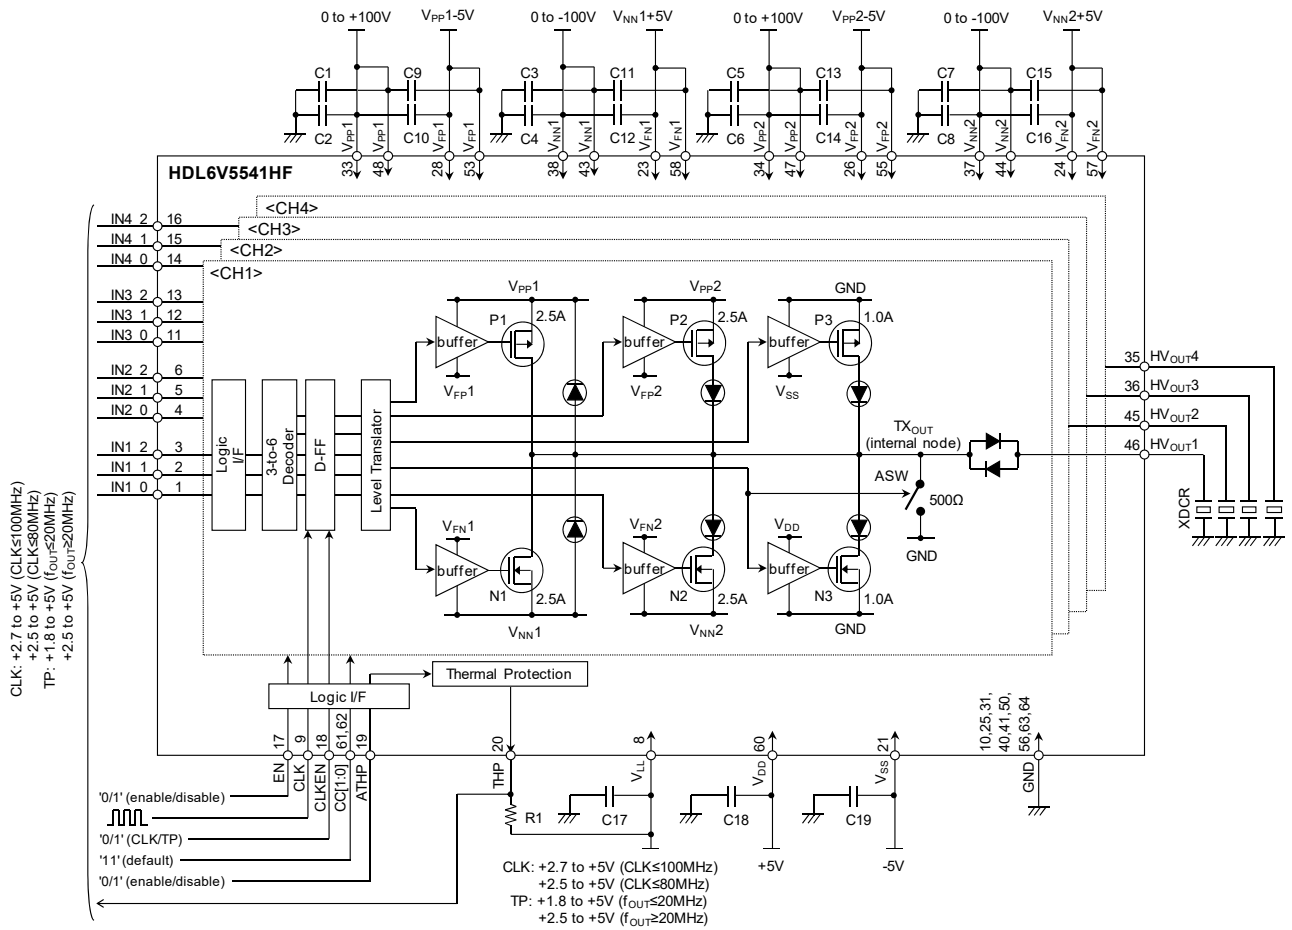 0 to +100V VPP1-5V 0 to -100V VNN1+5V 0 to +100V VPP2-5V 0 to -100V VNN2+5V
C1 C9 C3 C11 C5 C13 C7 C15
C2 C10 C4 C12 C6 C14 C8 C16
VPP1 VPP1 VFP1 VFP1 VNN1 VNN1 VFN1 VFN1 VPP2 VPP2 VFP2 VFP2 VNN2 VNN2 VFN2 VFN2
33 48 28 53 38 43 23 58 34 47 26 55 37 44 24 57
HDL6V5541HF
<CH4>
<CH3>
<CH2>
<CH1>
IN4 2 16
IN4 1 15
IN4 0 14
IN3 2 13
IN3 1 12
IN3 0 11
IN2 2 6
IN2 1 5
IN2 0 4
IN1 2 3
IN1 1 2
IN1 0 1
VPP1 VPP2 GND
P1 2.5A P2 2.5A P3 1.0A
buffer buffer buffer
VFP1 VFP2 VSS
Logic I/F
3-to-6 Decoder
D-FF
Level Translator
TXOUT
(internal node)
ASW
500Ω
GND
35 HVOUT4
36 HVOUT3
45 HVOUT2
46 HVOUT1
XDCR
VFN1 VFN2 VDD
buffer buffer buffer
N1 2.5A N2 2.5A N3 1.0A
VNN1 VNN2 GND
CLK: +2.7 to +5V (CLK≤100MHz)
+2.5 to +5V (CLK≤80MHz)
TP: +1.8 to +5V (fOUT≤20MHz)
+2.5 to +5V (fOUT≥20MHz)
Thermal Protection
Logic I/F
17 9 18 61,62 19 20 8 60 21
10,25,31,
40,41,50,
56,63,64
EN CLK CLKEN CC[1:0] ATHP THP VLL VDD VSS GND
'0/1' (enable/disable)
'0/1' (CLK/TP)
'11' (default)
'0/1' (enable/disable)
R1 C17 C18 C19
+5V -5V
CLK: +2.7 to +5V (CLK≤100MHz)
+2.5 to +5V (CLK≤80MHz)
TP: +1.8 to +5V (fOUT≤20MHz)
+2.5 to +5V (fOUT≥20MHz)